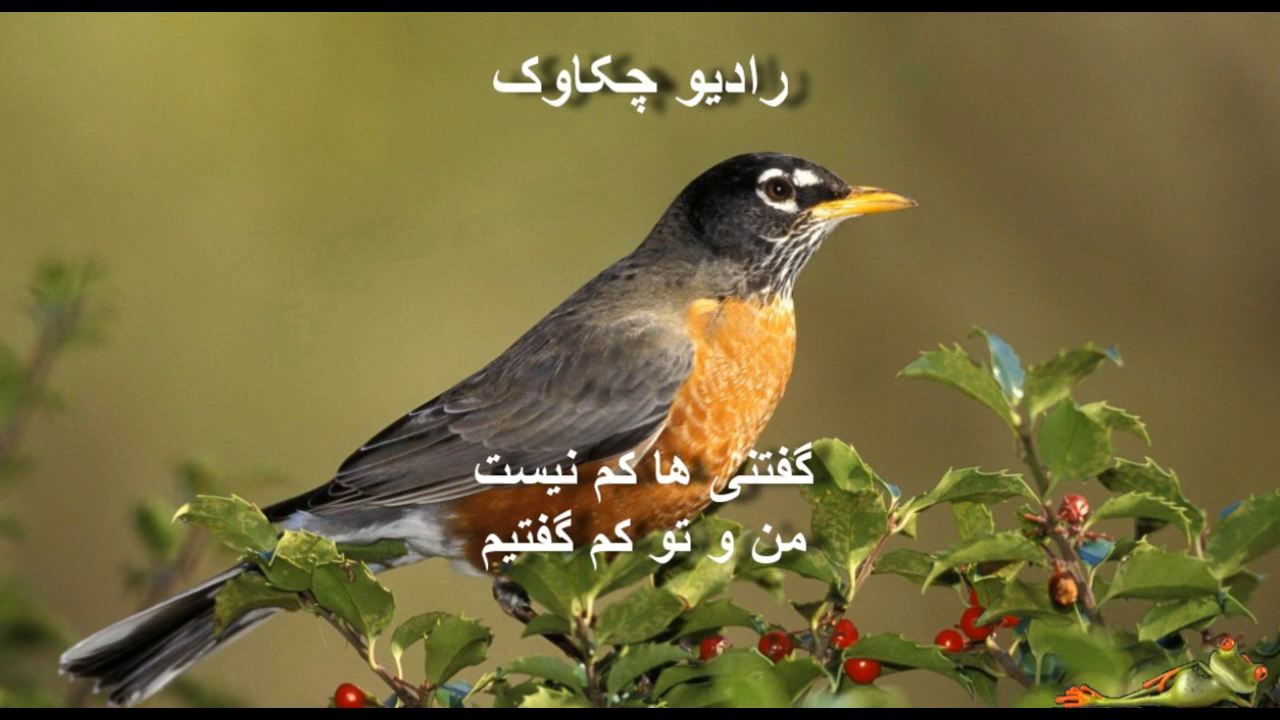 رادیو چکاوک
گفتنی ها کم نیست
من و تو کم گفتیم